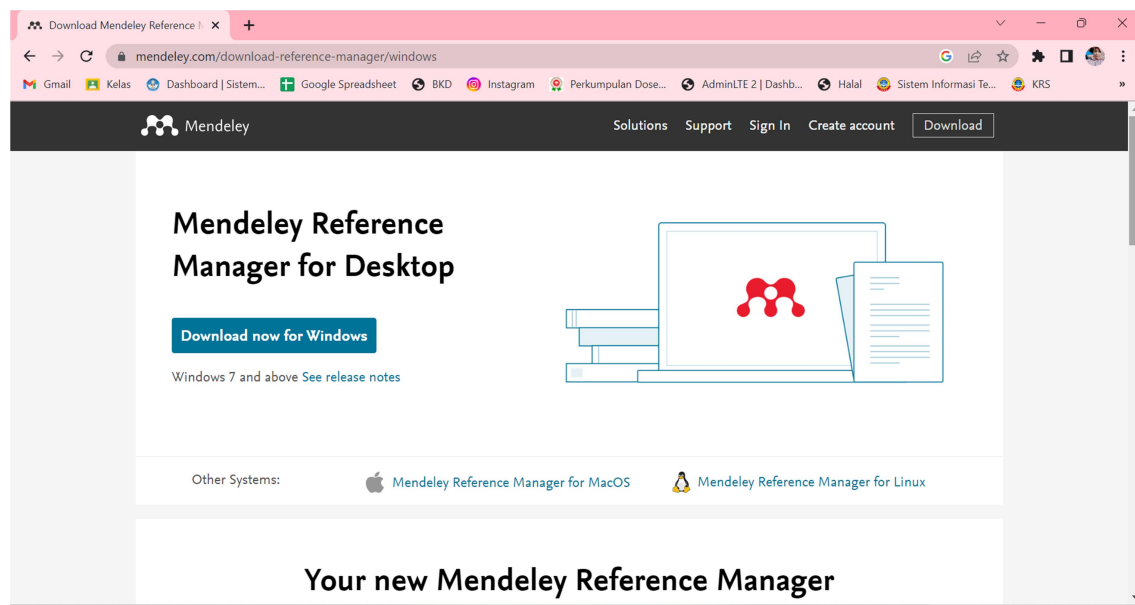 Download Mendeley Reference M
mendeley.com/download-reference-manager/windows
Gmail Kelas Dashboard | Sistem... Google Spreadsheet BKD Instagram Perkumpulan Dose... AdminLTE 2 | Dashb... Halal Sistem Informasi Te... KRS »
Mendeley Solutions Support Sign In Create account Download
Mendeley Reference
Manager for Desktop
Download now for Windows
Windows 7 and above See release notes
Other Systems: Mendeley Reference Manager for MacOS Mendeley Reference Manager for Linux
Your new Mendeley Reference Manager